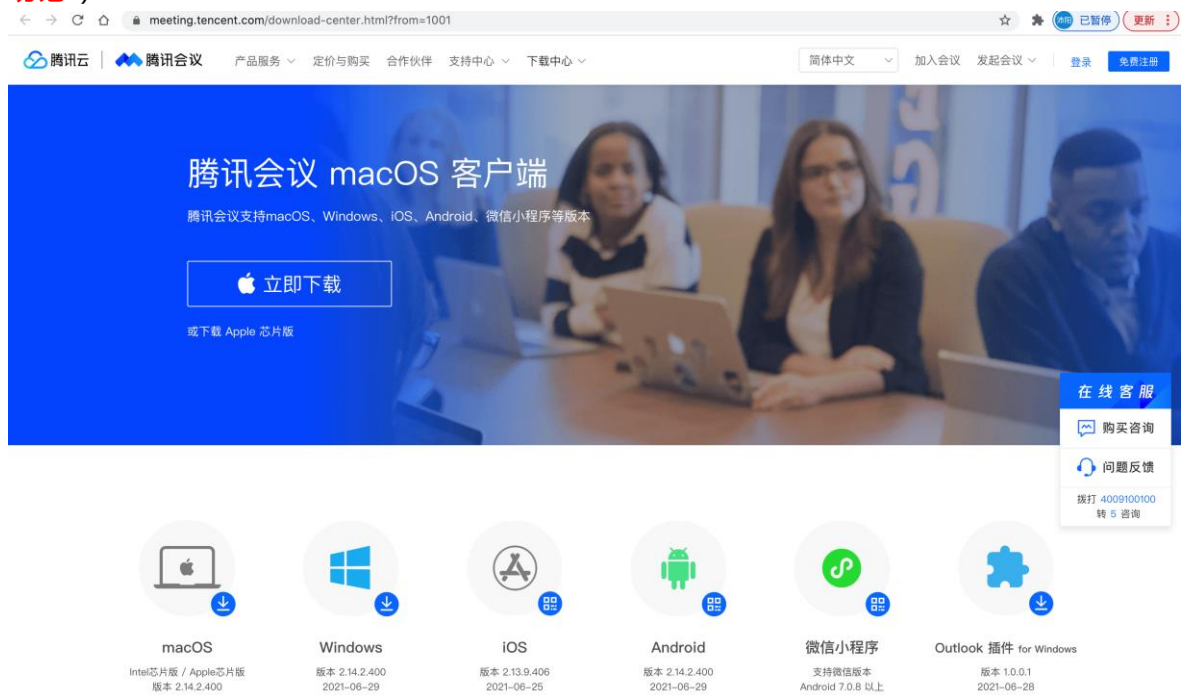 meeting.tencent.com/download-center.html?from=1001
已暂停
更新
腾讯云
腾讯会议
产品服务
定价与购买
合作伙伴
支持中心
下载中心
简体中文
加入会议
发起会议
登录
免费注册
腾讯会议 macOS 客户端
腾讯会议支持macOS、Windows、iOS、Android、微信小程序等版本
立即下载
或下载 Apple 芯片版
在线客服
购买咨询
问题反馈
拨打 4009100100
转 5 咨询
macOS
Intel芯片版 / Apple芯片版
版本 2.14.2.400
Windows
版本 2.14.2.400
2021-06-29
iOS
版本 2.13.9.406
2021-06-25
Android
版本 2.14.2.400
2021-06-29
微信小程序
支持微信版本
Android 7.0.8 以上
Outlook 插件 for Windows
版本 1.0.0.1
2021-06-28